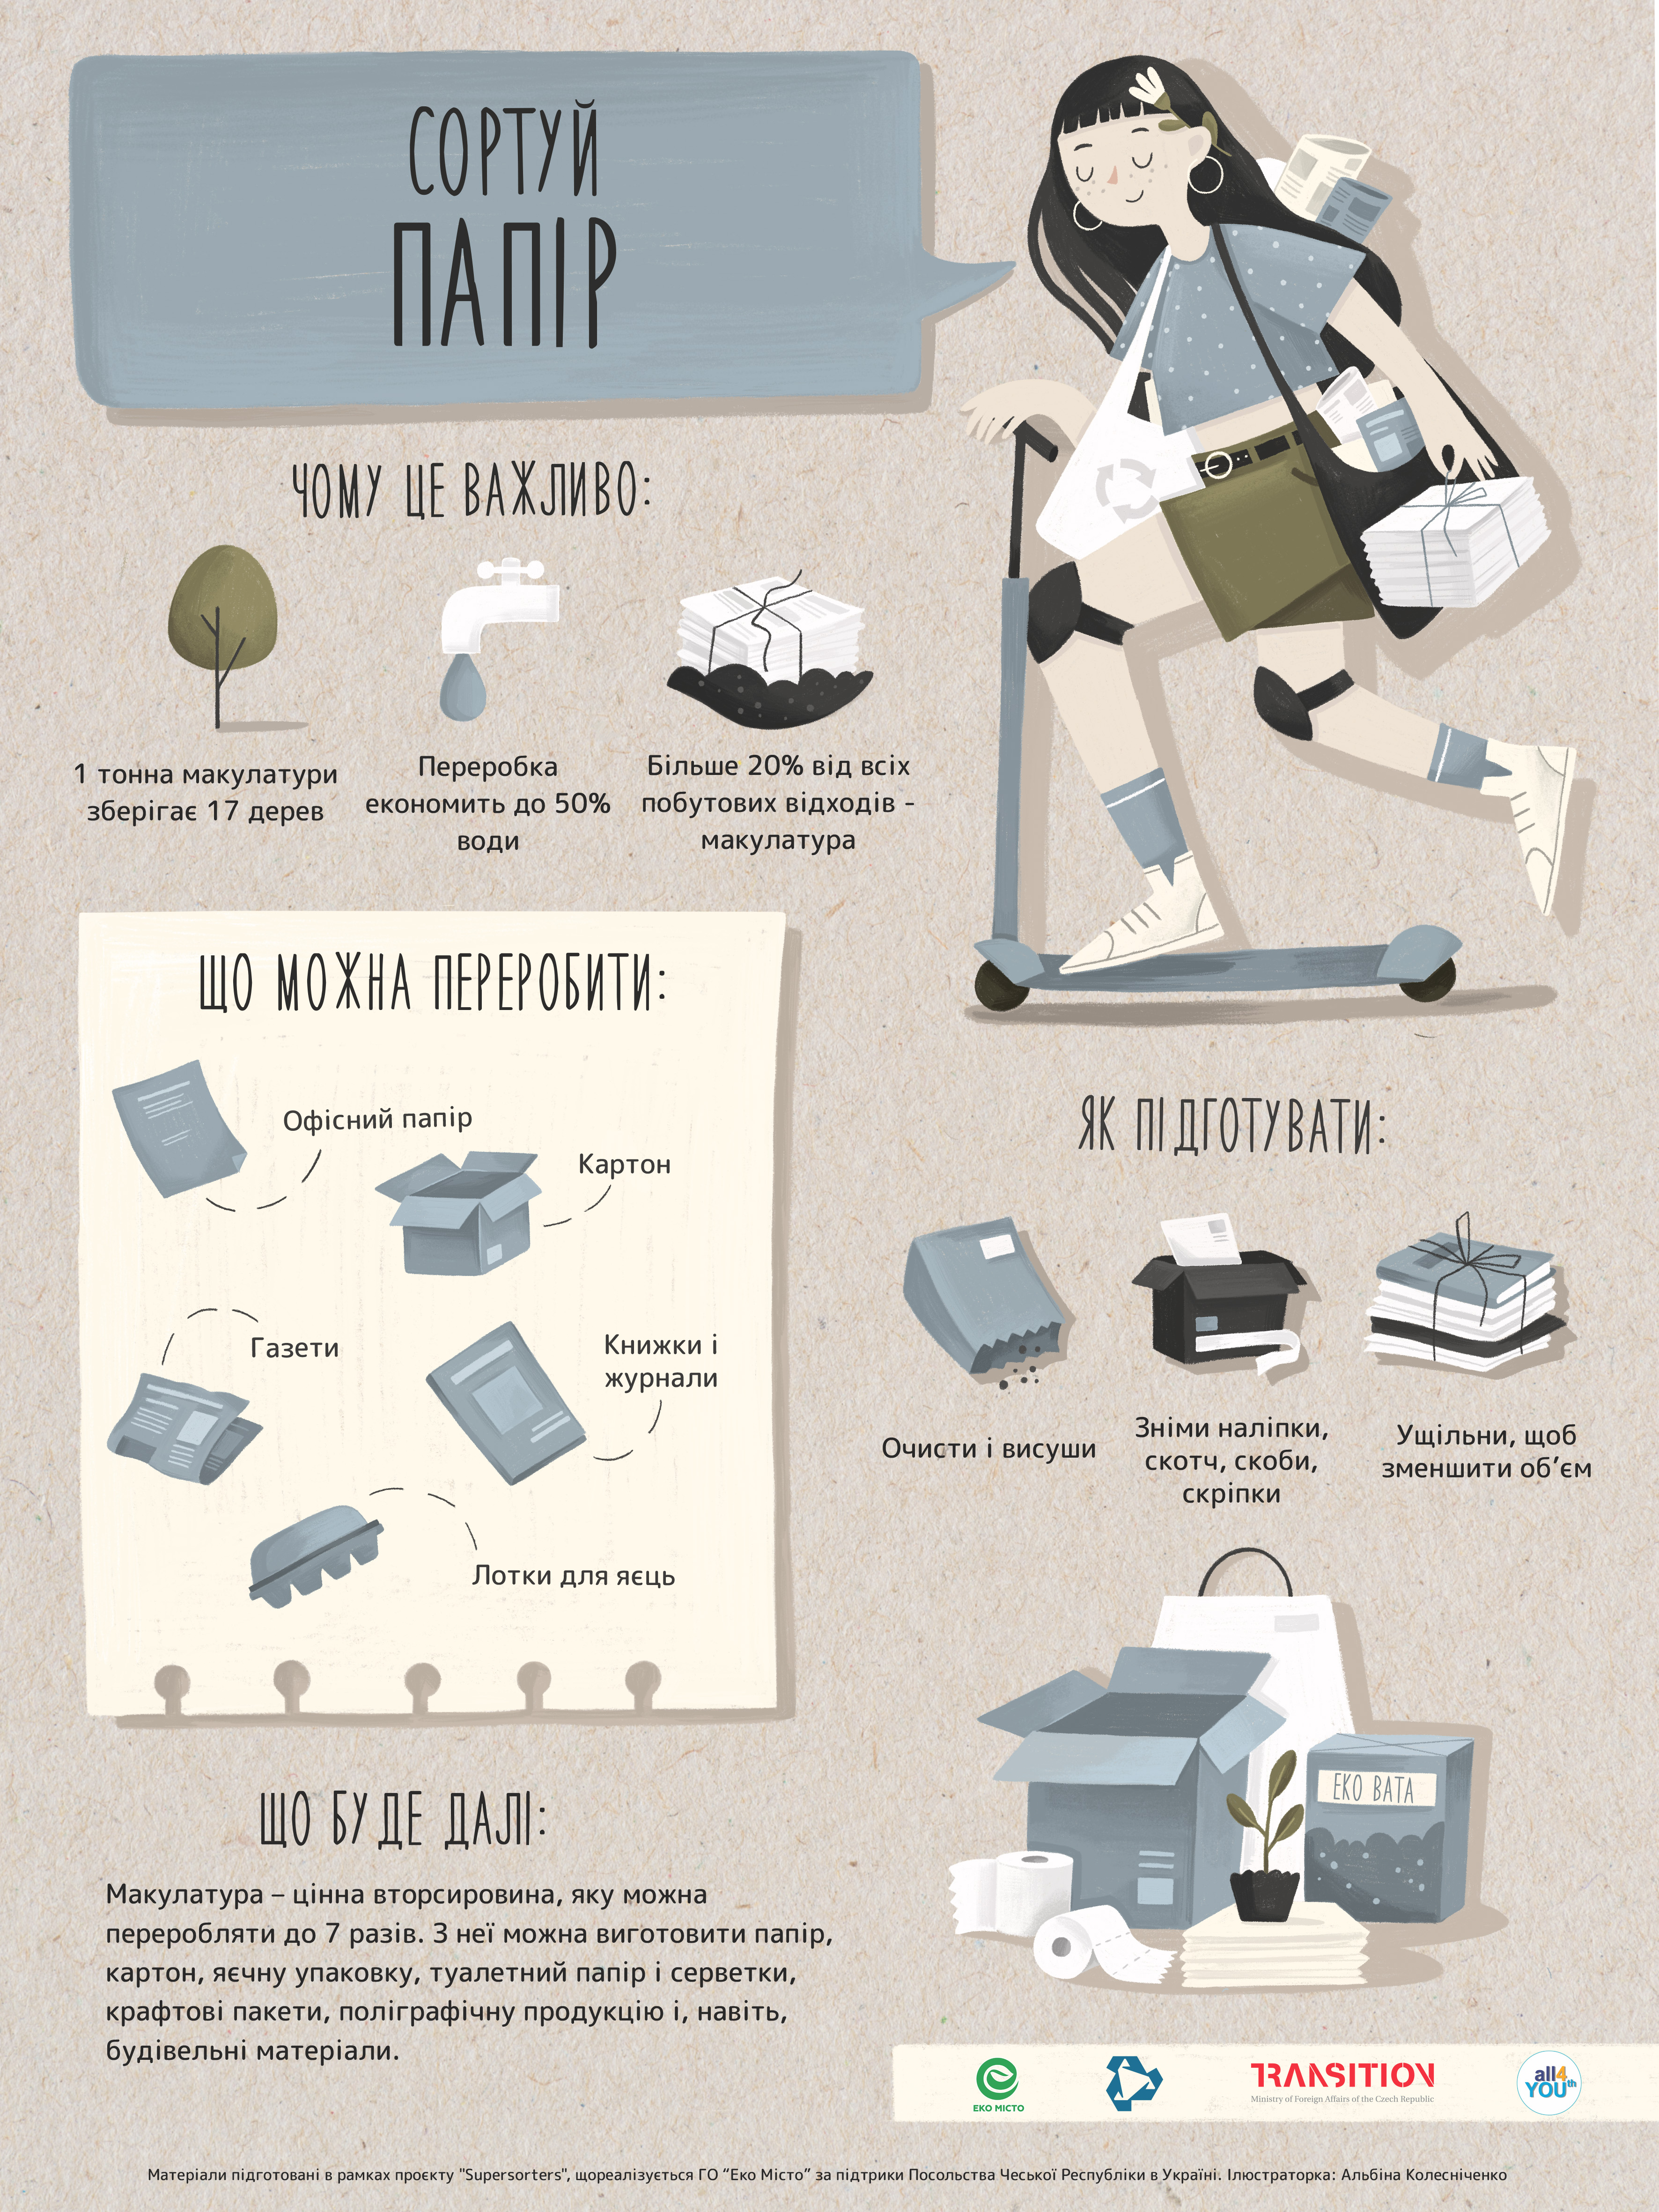 СОРТУЙ
ПАПІР
ЧОМУ ЦЕ ВАЖЛИВО:
1 тонна макулатури
зберігає 17 дерев
Переробка
економить до 50%
води
Більше 20% від всіх
побутових відходів -
макулатура
ЩО МОЖНА ПЕРЕРОБИТИ:
Офісний папір
Картон
Газети
Книжки і
журнали
Лотки для яєць
ЯК ПІДГОТУВАТИ:
Очисти і висуши
Зніми наліпки,
скотч, скоби,
скріпки
Ущільни, щоб
зменшити об’єм
ЕКО ВАТА
ЩО БУДЕ ДАЛІ:
Макулатура – цінна вторсировина, яку можна
переробляти до 7 разів. З неї можна виготовити папір,
картон, яєчну упаковку, туалетний папір і серветки,
крафтові пакети, поліграфічну продукцію і, навіть,
будівельні матеріали.
ЕКО МІСТО
TRANSITION
Ministry of Foreign Affairs of the Czech Republic
all4
YOUth
Матеріали підготовані в рамках проєкту "Supersorters", щореалізується ГО “Еко Місто” за підтрики Посольства Чеської Республіки в Україні. Ілюстраторка: Альбіна Колесніченко